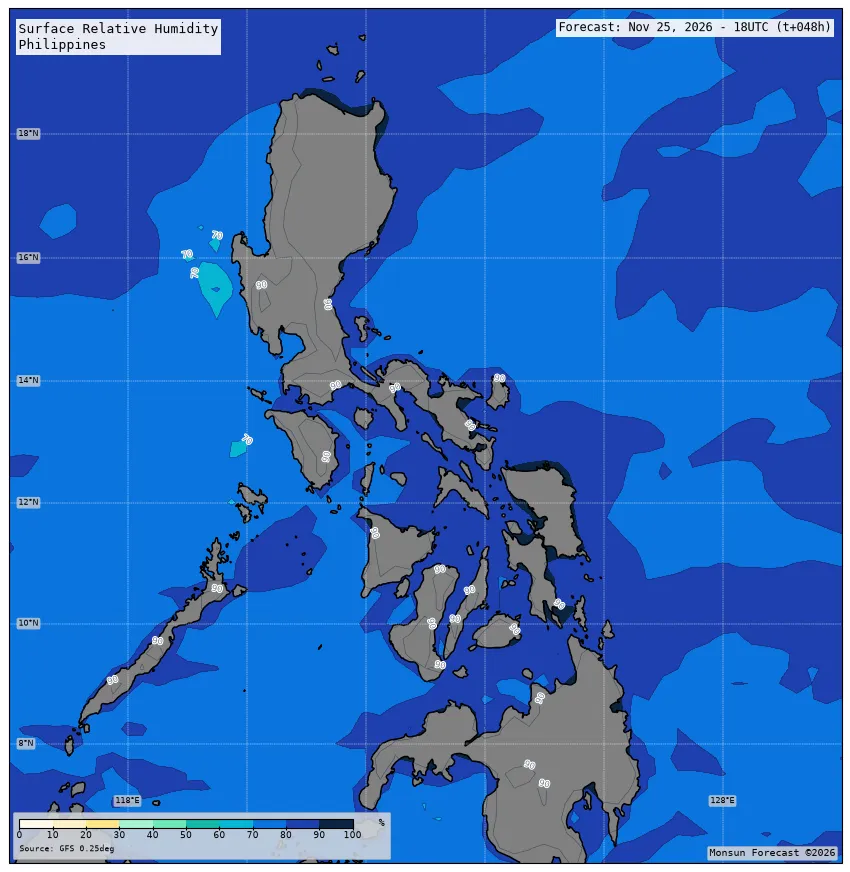 Surface Relative Humidity
Philippines
Forecast: Nov 25, 2026 - 18UTC (t+048h)
18°N
70
70
16°N
70
90
90
14°N
90
90
90
90
70
90
12°N
90
90
90
90
90
10°N
90
90
90
90
90
90
90
8°N
90
90
118°E
128°E
%
0 10 20 30 40 50 60 70 80 90 100
Source: GFS 0.25deg
Monsun Forecast ©2026